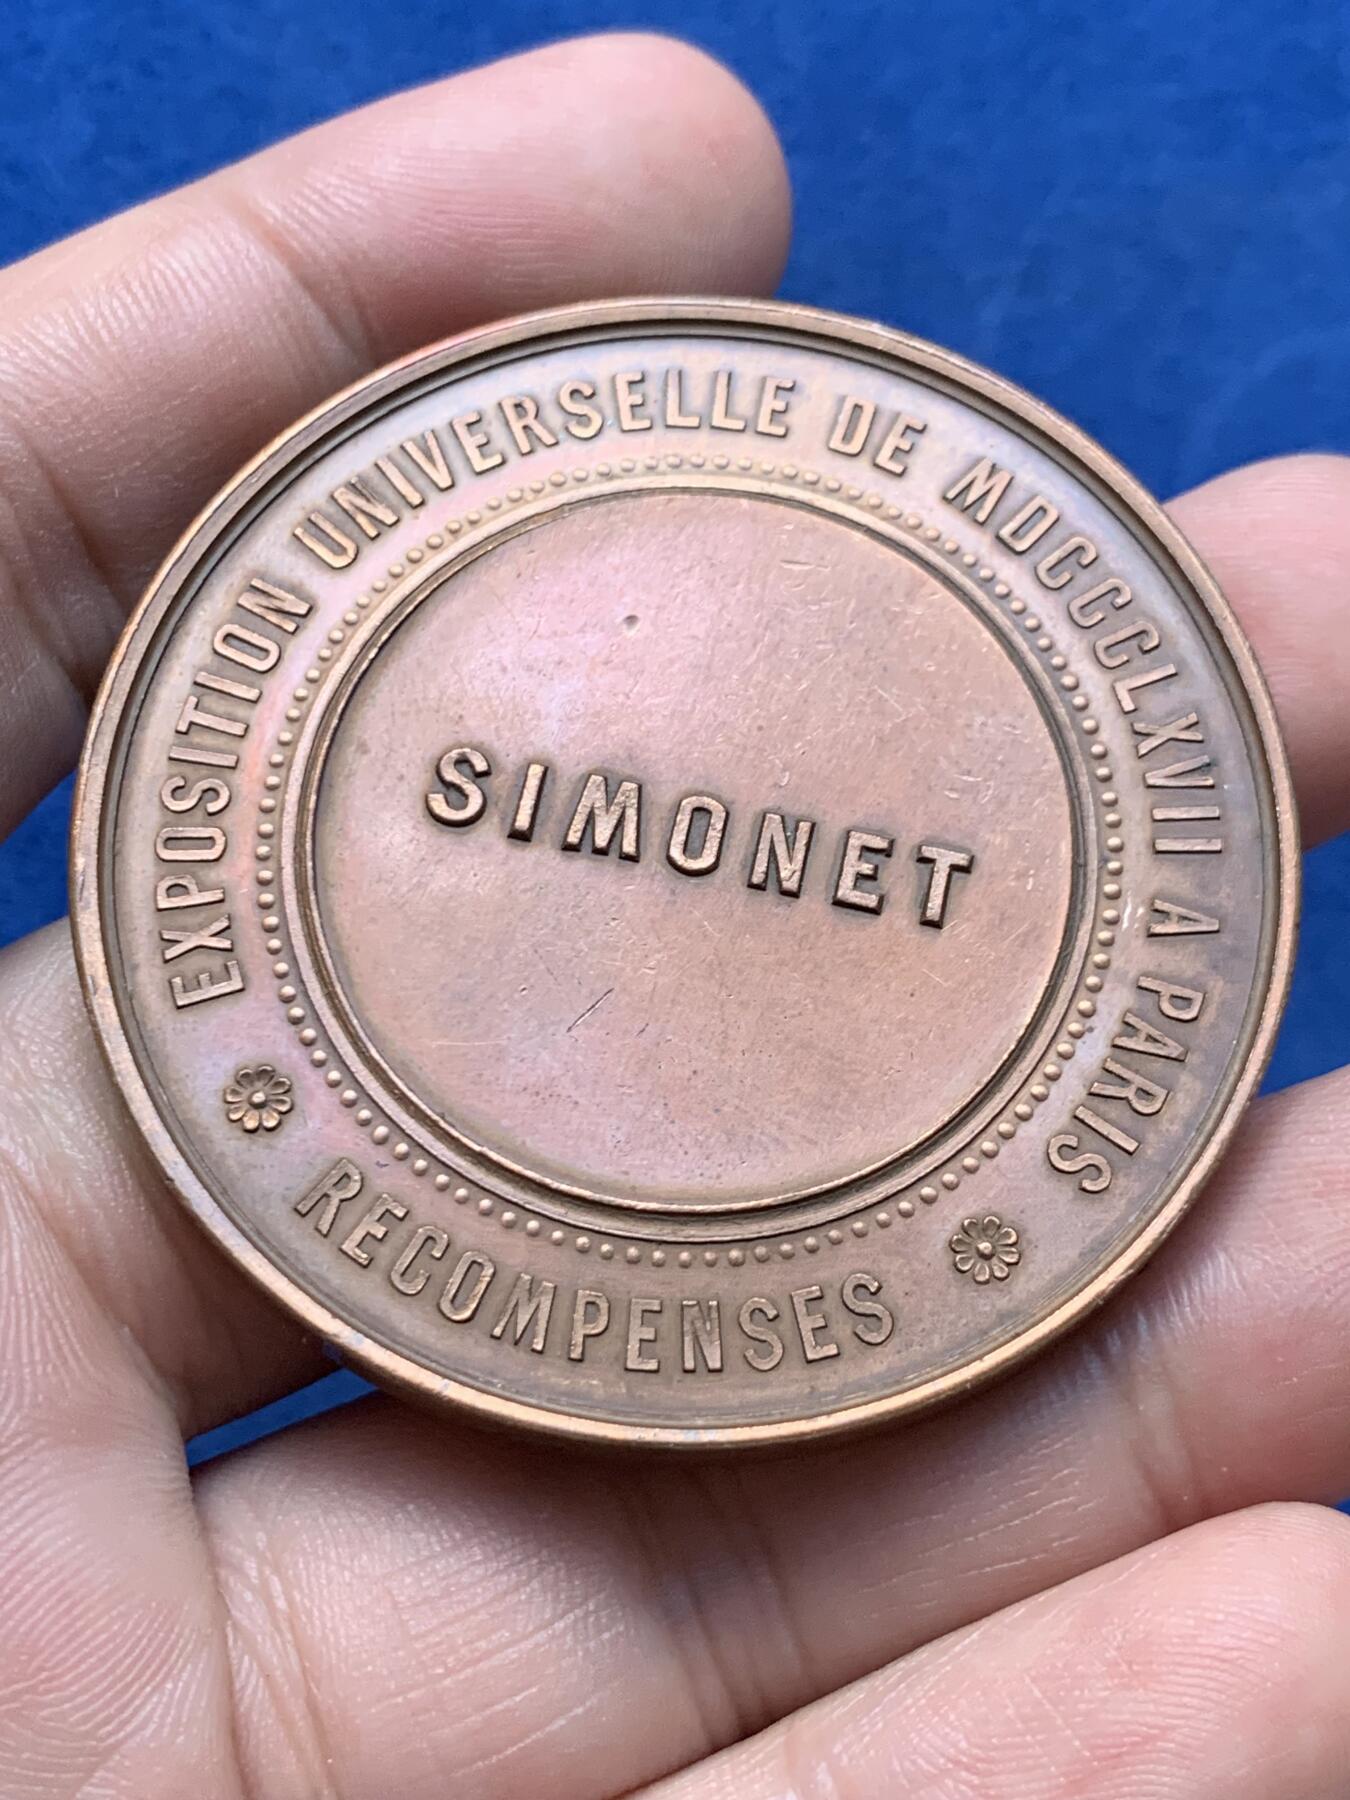 EXPOSITION UNIVERSELLE DE MDCCCLXVII A PARIS
SIMONET
RECOMPENSES